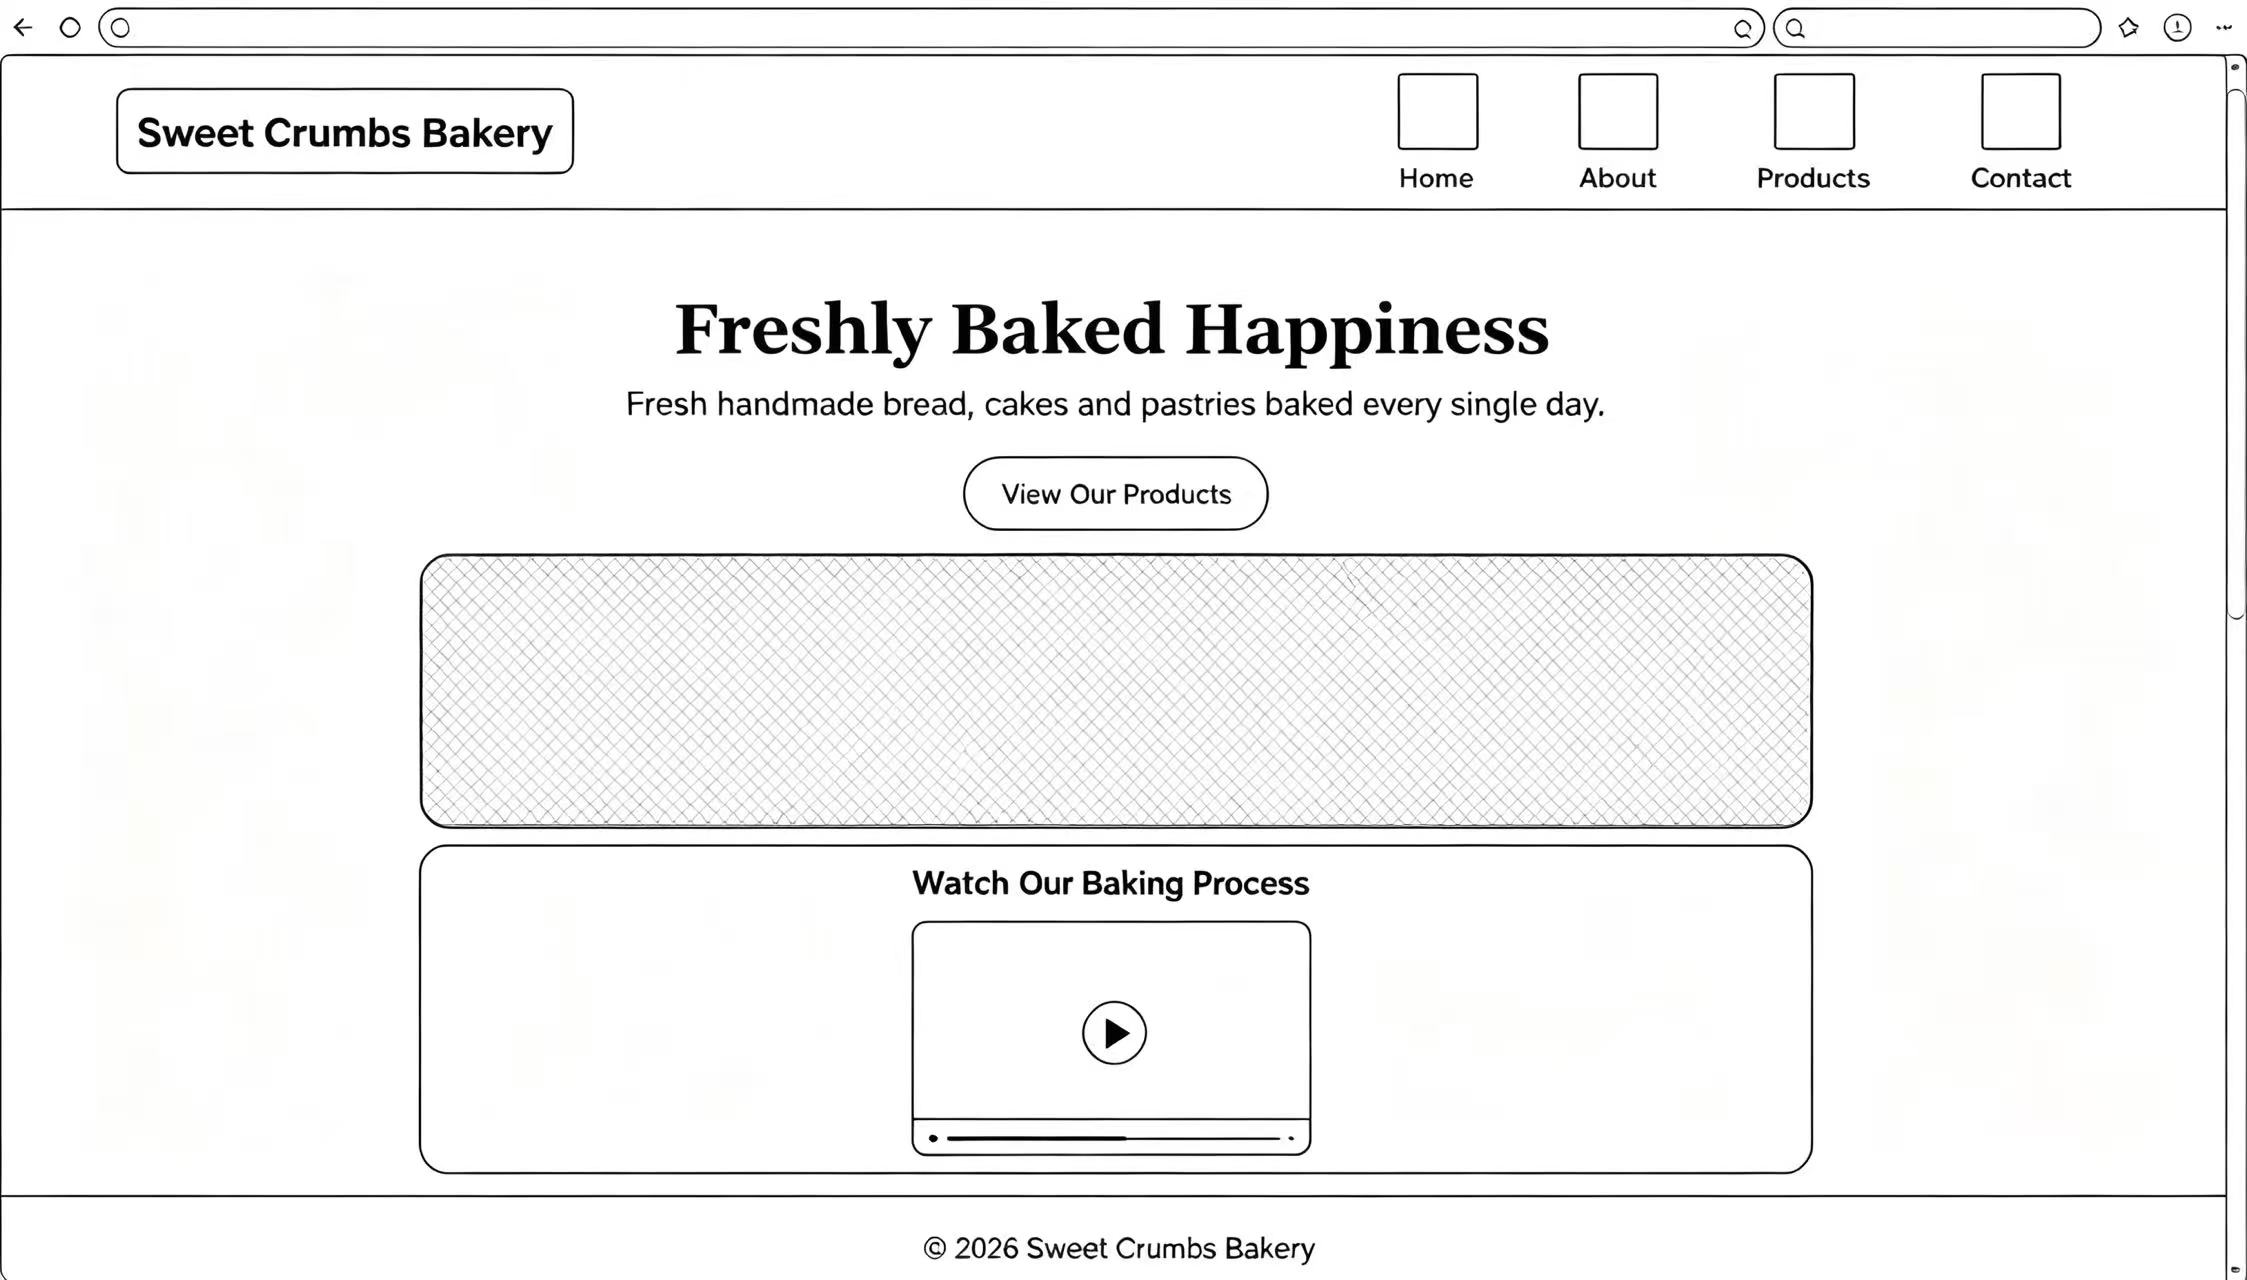 Sweet Crumbs Bakery
Home
About
Products
Contact
Freshly Baked Happiness
Fresh handmade bread, cakes and pastries baked every single day.
View Our Products
Watch Our Baking Process
© 2026 Sweet Crumbs Bakery